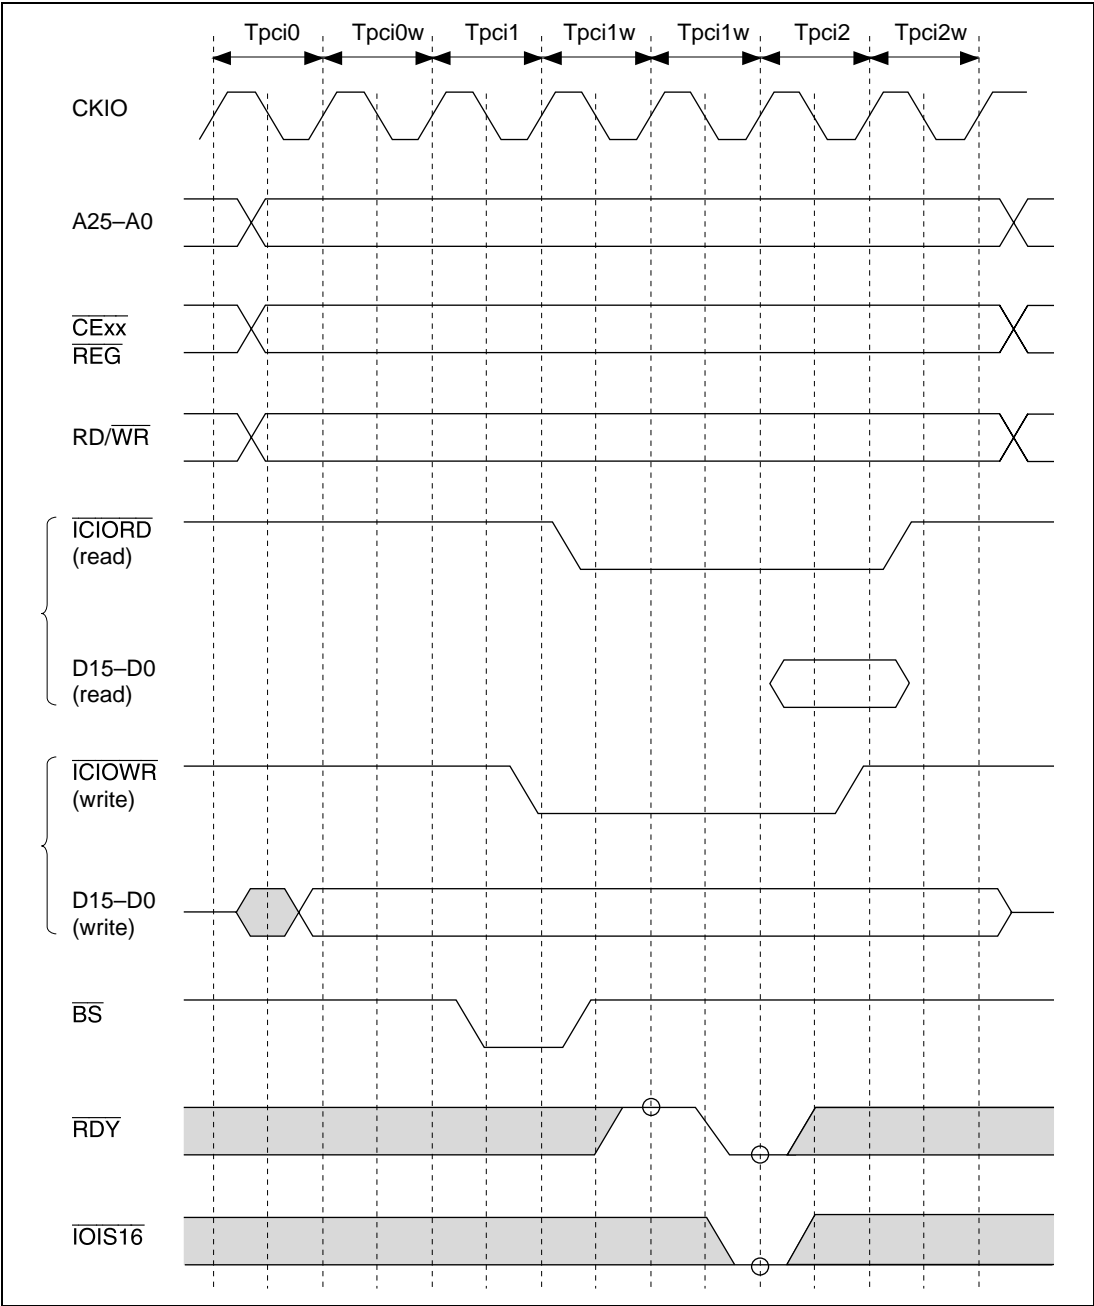 Tpci0 Tpci0w Tpci1 Tpci1w Tpci1w Tpci2 Tpci2w
CKIO
A25–A0
CExx
REG
RD/WR
ICIORD
(read)
D15–D0
(read)
ICIOWR
(write)
D15–D0
(write)
BS
RDY
IOIS16